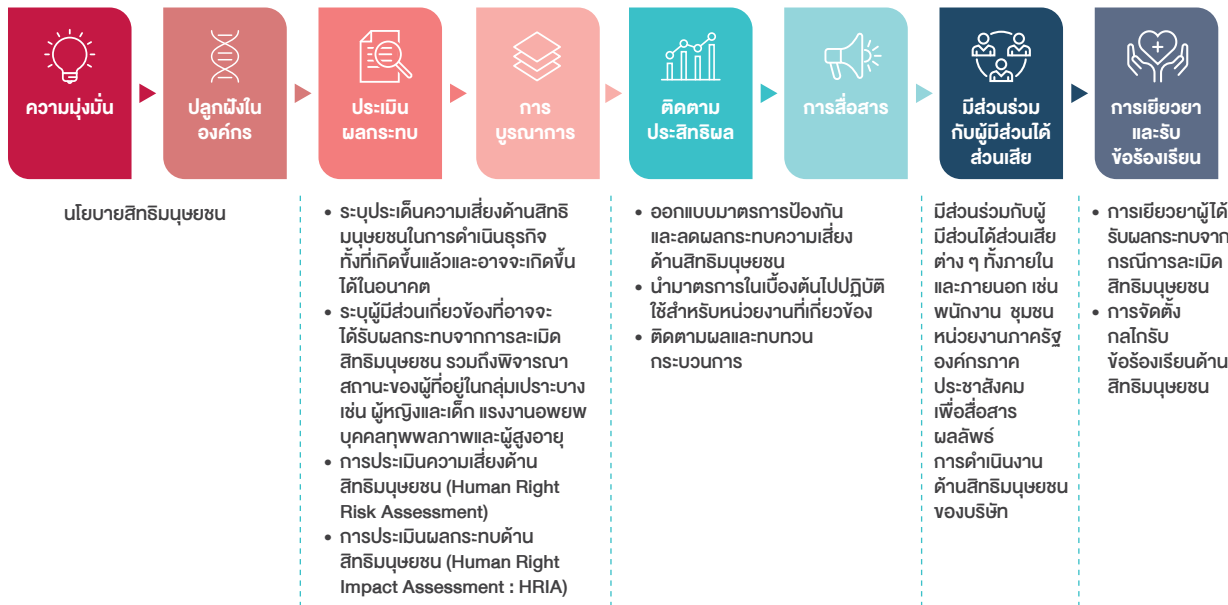 ความมุ่งมั่น
ปลูกฝังใน
องค์กร
ประเมิน
ผลกระทบ
การ
บูรณาการ
ติดตาม
ประสิทธิผล
การสื่อสาร
มีส่วนร่วม
กับผู้มีส่วนได้
ส่วนเสีย
การเยียวยา
และรับ
ข้อร้องเรียน
นโยบายสิทธิมนุษยชน
• ระบุประเด็นความเสี่ยงด้านสิทธิ
มนุษยชนในการดำเนินธุรกิจ
ทั้งที่เกิดขึ้นแล้วและอาจจะเกิดขึ้น
ได้ในอนาคต
• ระบุผู้มีส่วนเกี่ยวข้องที่อาจจะ
ได้รับผลกระทบจากการละเมิด
สิทธิมนุษยชน รวมถึงพิจารณา
สถานะของผู้ที่อยู่ในกลุ่มเปราะบาง
เช่น ผู้หญิงและเด็ก แรงงานอพยพ
บุคคลทุพพลภาพและผู้สูงอายุ
• การประเมินความเสี่ยงด้าน
สิทธิมนุษยชน (Human Right
Risk Assessment)
• การประเมินผลกระทบด้าน
สิทธิมนุษยชน (Human Right
Impact Assessment : HRIA)
• ออกแบบมาตรการป้องกัน
และลดผลกระทบความเสี่ยง
ด้านสิทธิมนุษยชน
• นำมาตรการในเบื้องต้นไปปฏิบัติ
ใช้สำหรับหน่วยงานที่เกี่ยวข้อง
• ติดตามผลและทบทวน
กระบวนการ
มีส่วนร่วมกับผู้
มีส่วนได้ส่วนเสีย
ต่าง ๆ ทั้งภายใน
และภายนอก เช่น
พนักงาน ชุมชน
หน่วยงานภาครัฐ
องค์กรภาค
ประชาสังคม
เพื่อสื่อสาร
ผลลัพธ์
การดำเนินงาน
ด้านสิทธิมนุษยชน
ของบริษัท
• การเยียวยาผู้ได้
รับผลกระทบจาก
กรณีการละเมิด
สิทธิมนุษยชน
• การจัดตั้ง
กลไกรับ
ข้อร้องเรียนด้าน
สิทธิมนุษยชน